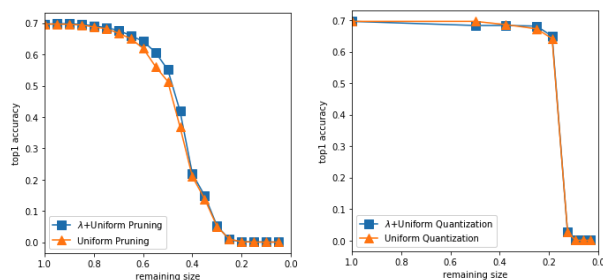 0.7
0.6
0.5
0.4
0.3
0.2
0.1
0.0
top1 accuracy
λ+Uniform Pruning
Uniform Pruning
1.0 0.8 0.6 0.4 0.2 0.0
remaining size
0.7
0.6
0.5
0.4
0.3
0.2
0.1
0.0
top1 accuracy
λ+Uniform Quantization
Uniform Quantization
1.0 0.8 0.6 0.4 0.2 0.0
remaining size